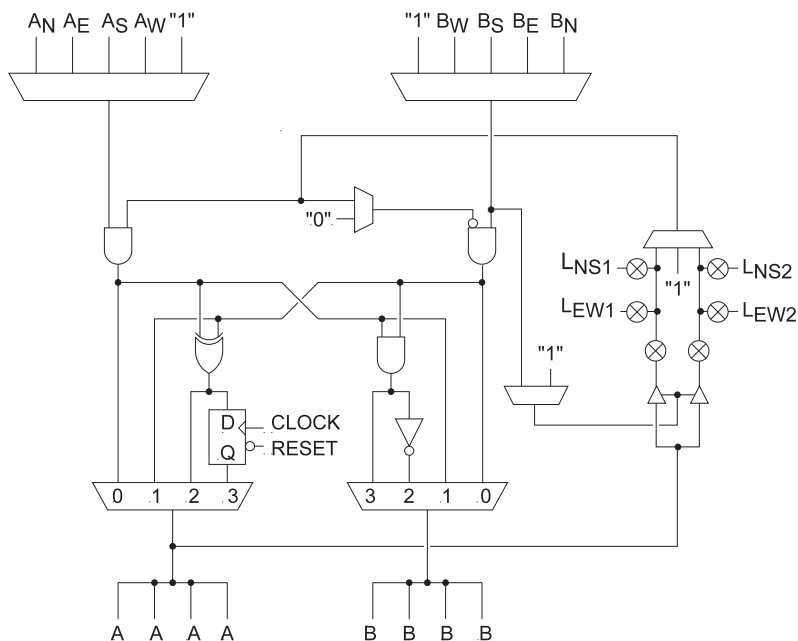 AN AE AS AW "1"
"1" BW BS BE BN
"0"
LNS1
LNS2
"1"
LEW1
LEW2
"1"
D CLOCK
Q RESET
0 1 2 3
3 2 1 0
A A A A
B B B B